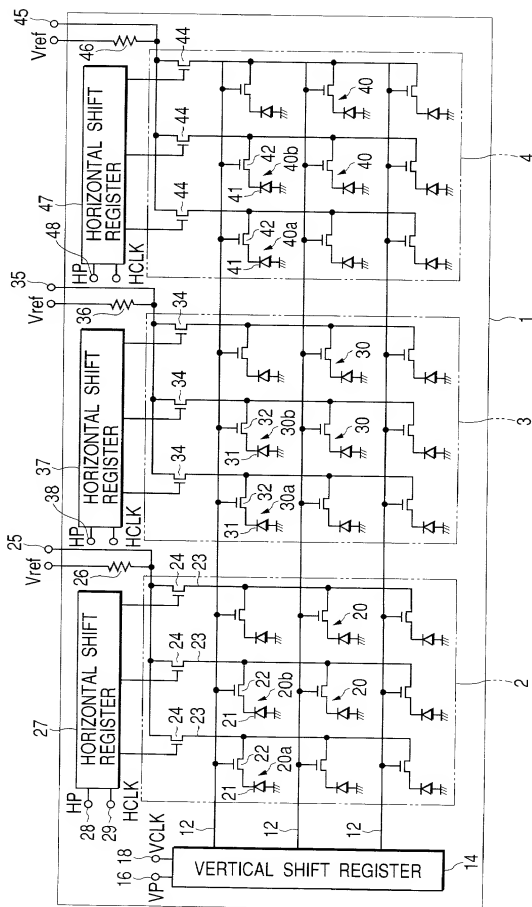 27
HORIZONTAL SHIFT
REGISTER
HP
28
29
HCLK
Vref
26
25
24
24
24
23
23
23
22
22
21
21
20a
20b
20
20
2
37
HORIZONTAL SHIFT
REGISTER
HP
38
HCLK
Vref
36
35
34
34
34
32
32
31
31
30a
30b
30
30
3
47
HORIZONTAL SHIFT
REGISTER
HP
48
HCLK
Vref
46
45
44
44
44
42
42
41
41
40a
40b
40
40
4
1
12
12
12
VP
16
18
VCLK
VERTICAL SHIFT REGISTER
14